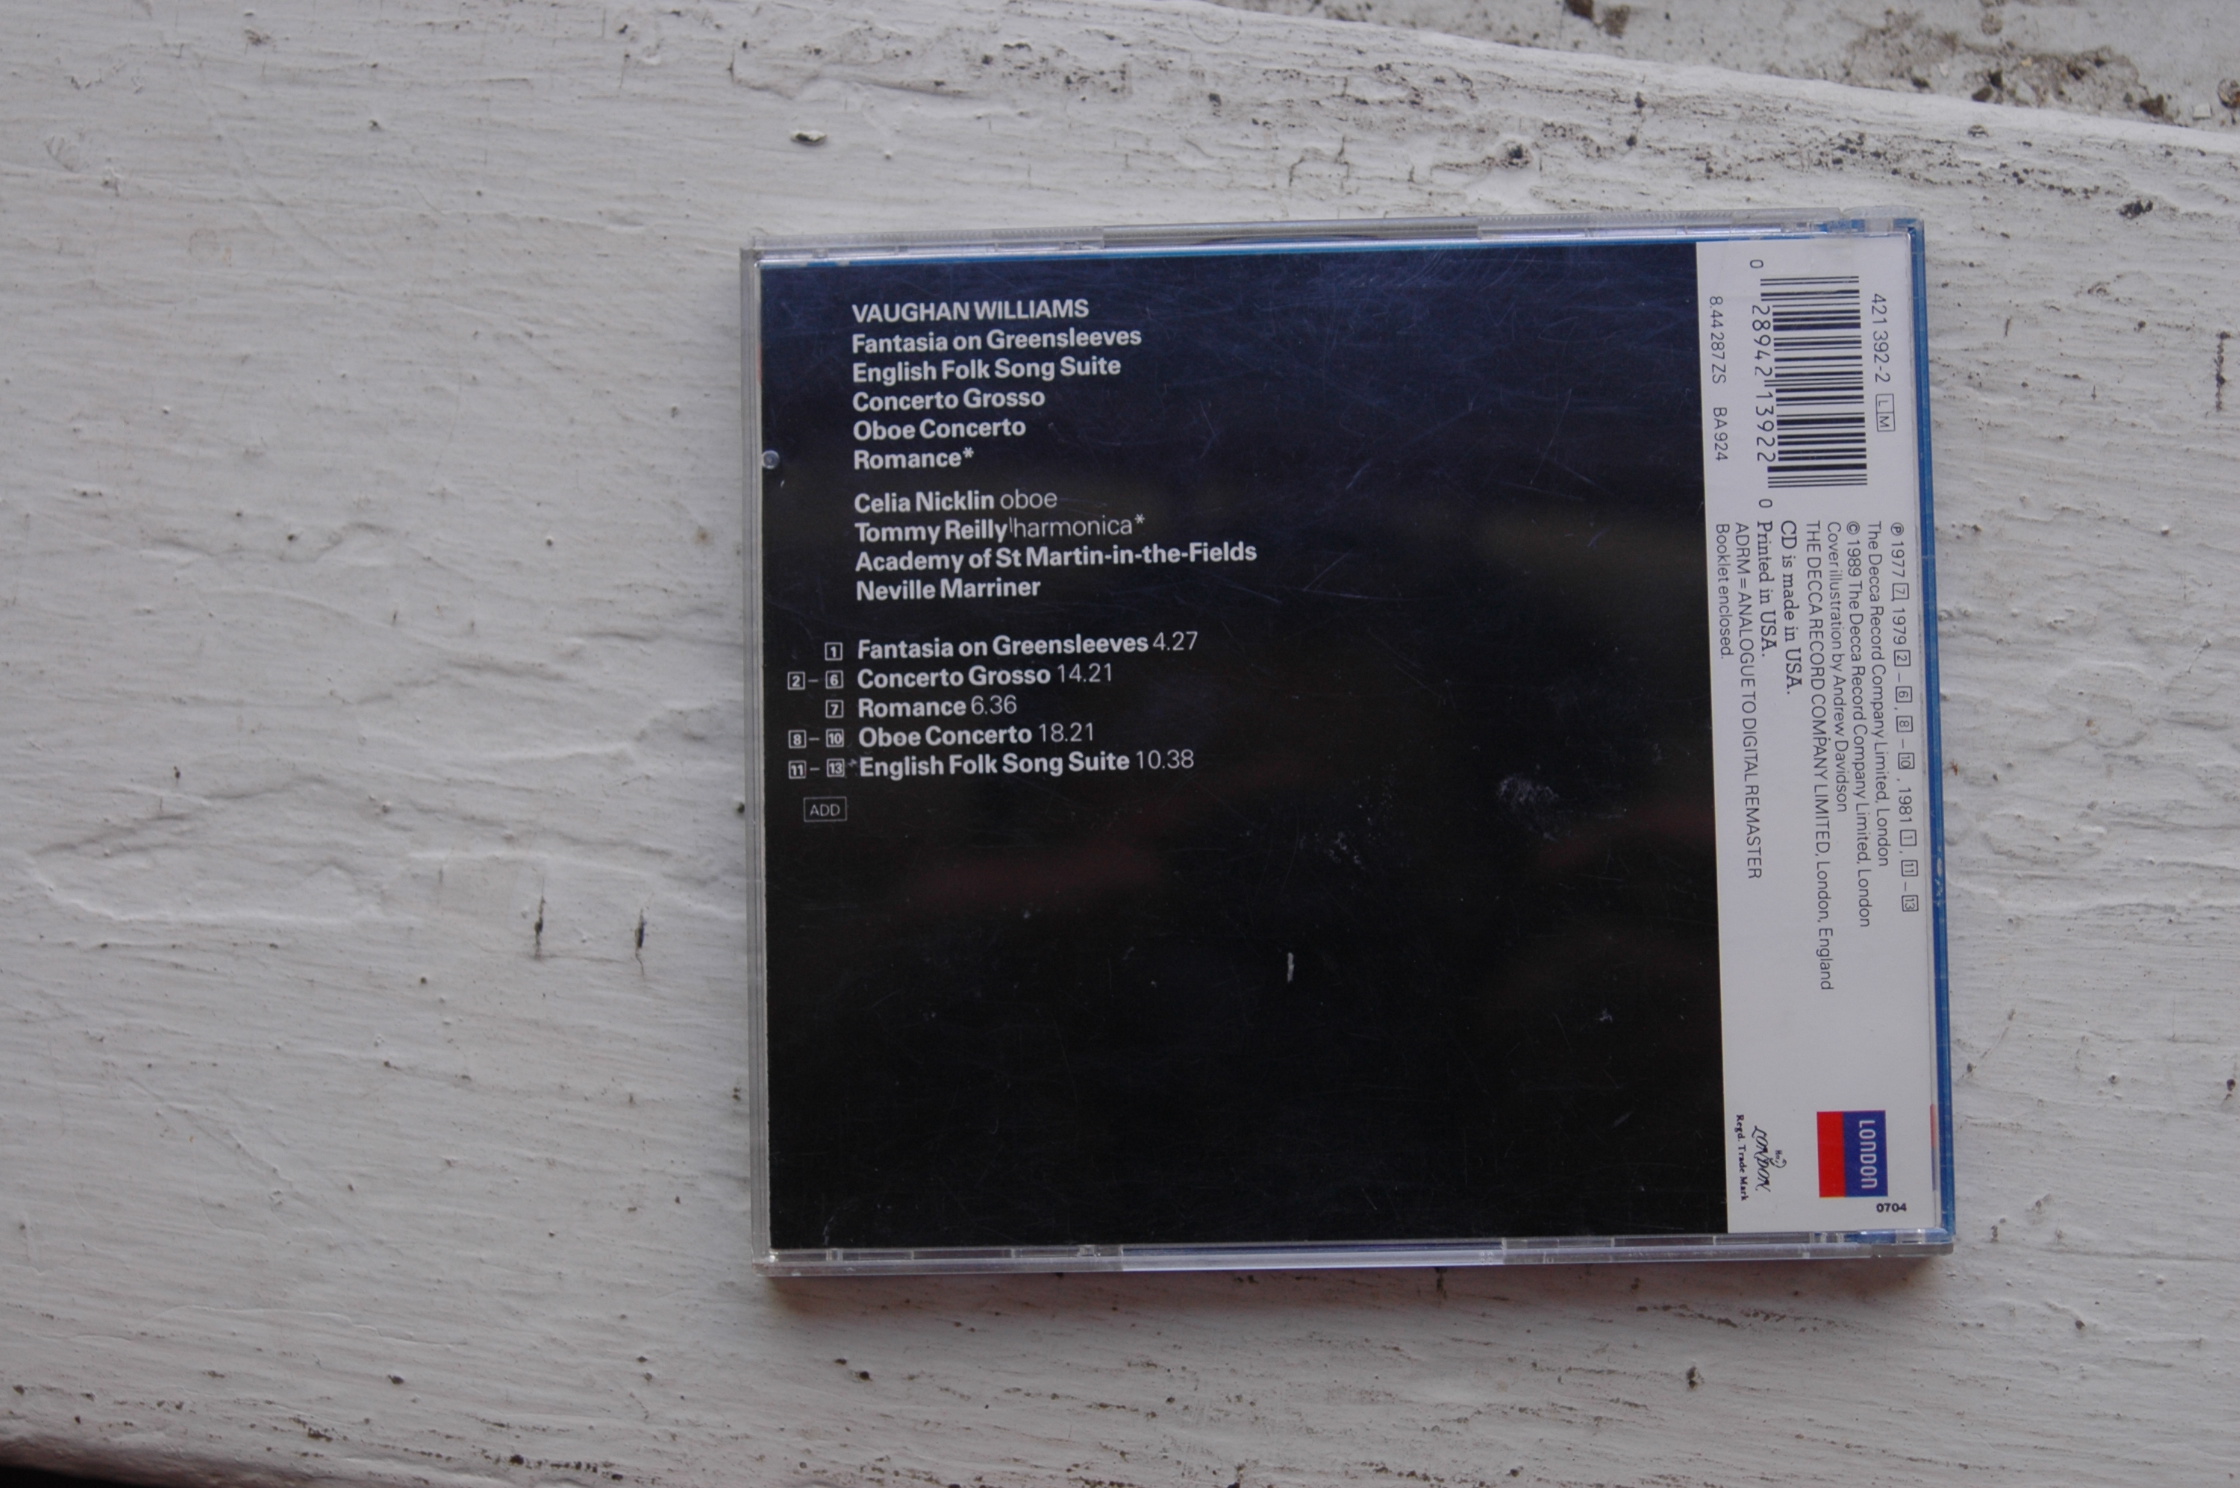 VAUGHAN WILLIAMS
Fantasia on Greensleeves
English Folk Song Suite
Concerto Grosso
Oboe Concerto
Romance*
Celia Nicklin oboe
Tommy Reilly harmonica*
Academy of St Martin-in-the-Fields
Neville Marriner
1 Fantasia on Greensleeves 4.27
2 – 6 Concerto Grosso 14.21
7 Romance 6.36
8 – 10 Oboe Concerto 18.21
11 – 13 English Folk Song Suite 10.38
ADD
421 392-2 LM
0 28942 13922 0
8.44 287 ZS BA 924
℗ 1977 7, 1979 2 – 6, 8 – 10, 1981 1, 11 – 13
The Decca Record Company Limited, London
© 1989 The Decca Record Company Limited, London
Cover illustration by Andrew Davidson
THE DECCA RECORD COMPANY LIMITED, London, England
CD is made in USA.
Printed in USA.
ADRM = ANALOGUE TO DIGITAL REMASTER
Booklet enclosed.
LONDON
0704
LONDON
Regd. Trade Mark